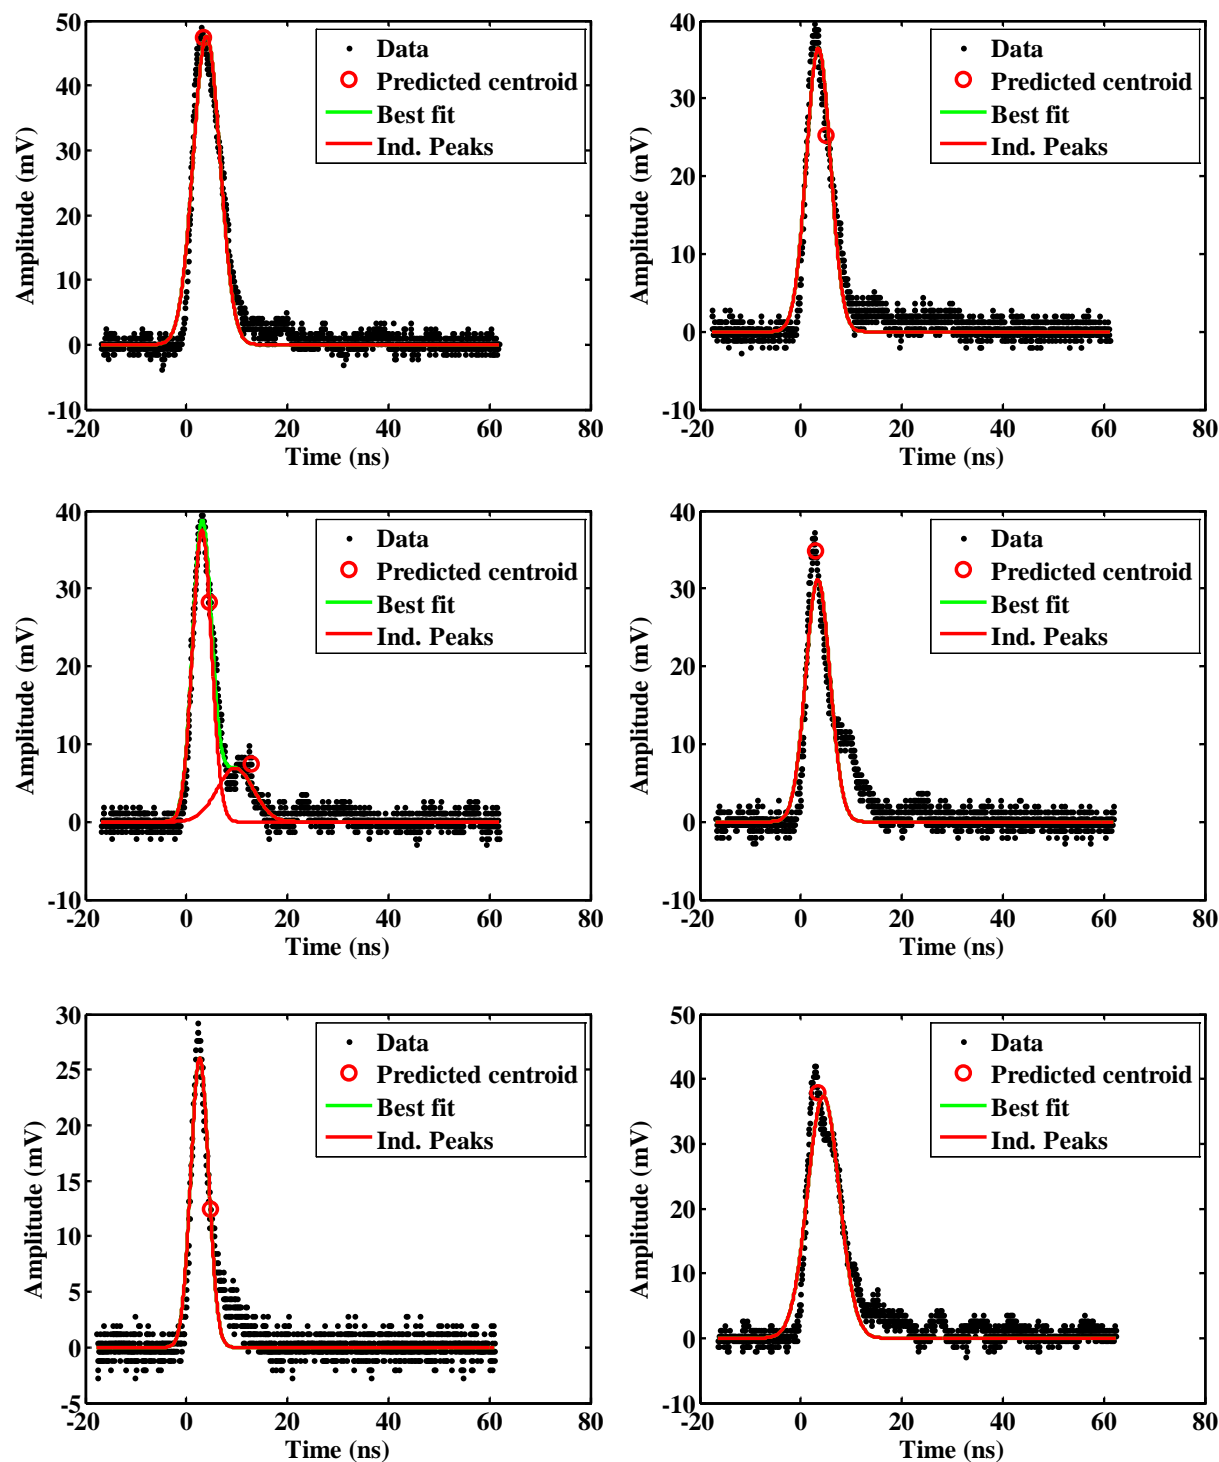 50
40
30
20
10
0
-10
-20 0 20 40 60 80
Time (ns)
Amplitude (mV)
Data
Predicted centroid
Best fit
Ind. Peaks
40
30
20
10
0
-10
-20 0 20 40 60 80
Time (ns)
Amplitude (mV)
Data
Predicted centroid
Best fit
Ind. Peaks
40
30
20
10
0
-10
-20 0 20 40 60 80
Time (ns)
Amplitude (mV)
Data
Predicted centroid
Best fit
Ind. Peaks
40
30
20
10
0
-10
-20 0 20 40 60 80
Time (ns)
Amplitude (mV)
Data
Predicted centroid
Best fit
Ind. Peaks
30
25
20
15
10
5
0
-5
-20 0 20 40 60 80
Time (ns)
Amplitude (mV)
Data
Predicted centroid
Best fit
Ind. Peaks
50
40
30
20
10
0
-10
-20 0 20 40 60 80
Time (ns)
Amplitude (mV)
Data
Predicted centroid
Best fit
Ind. Peaks